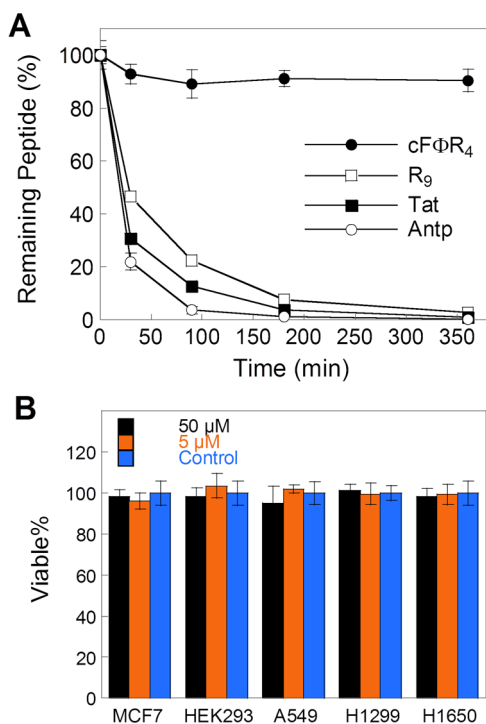 A
Remaining Peptide (%)
100
80
60
40
20
0
cFΦR₄
R₉
Tat
Antp
0 50 100 150 200 250 300 350
Time (min)
B
50 µM
5 µM
Control
Viable%
120
100
80
60
40
20
0
MCF7 HEK293 A549 H1299 H1650